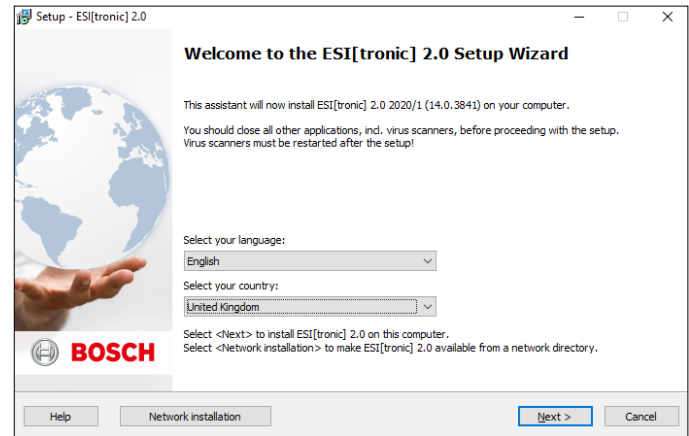 Setup - ESI[tronic] 2.0
Welcome to the ESI[tronic] 2.0 Setup Wizard
This assistant will now install ESI[tronic] 2.0 2020/1 (14.0.3841) on your computer.
You should close all other applications, incl. virus scanners, before proceeding with the setup.
Virus scanners must be restarted after the setup!
Select your language:
English
Select your country:
United Kingdom
Select <Next> to install ESI[tronic] 2.0 on this computer.
Select <Network installation> to make ESI[tronic] 2.0 available from a network directory.
BOSCH
Help
Network installation
Next >
Cancel